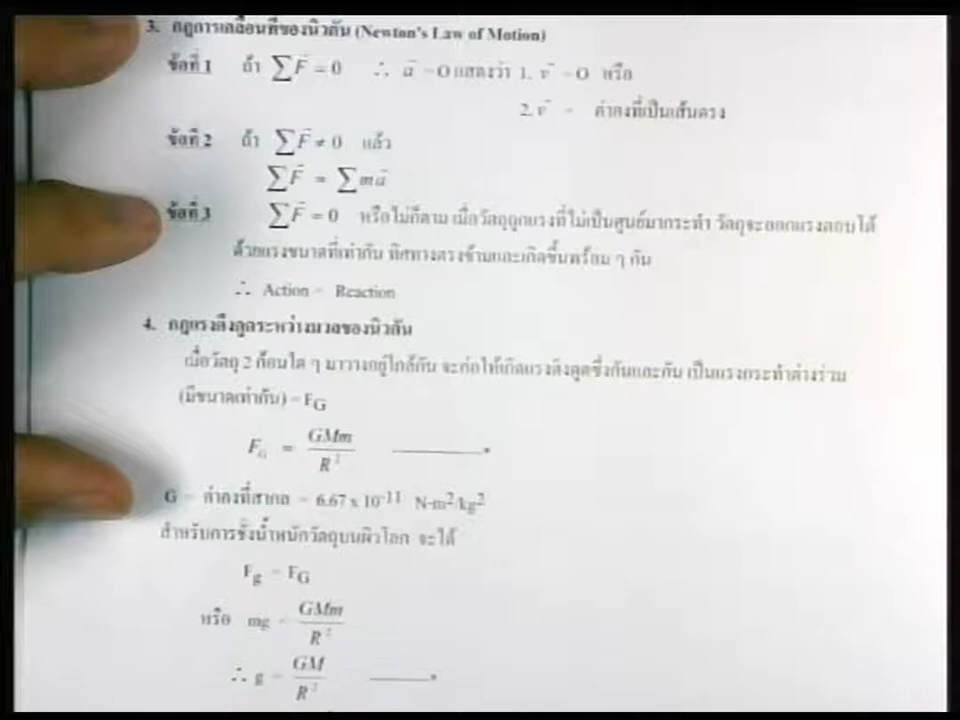 3. กฎการเคลื่อนที่ของนิวตัน (Newton's Law of Motion)
ข้อที่ 1 ถ้า ∑F⃗ = 0 ∴ a⃗ = O แสดงว่า 1. v⃗ = O หรือ
2. v⃗ = ค่าคงที่เป็นเส้นตรง
ข้อที่ 2 ถ้า ∑F⃗ ≠ 0 แล้ว
∑F⃗ = ∑ma⃗
ข้อที่ 3 ∑F⃗ = 0 หรือไม่ก็ตาม เมื่อวัตถุถูกแรงที่ไม่เป็นศูนย์มากระทำ วัตถุจะออกแรงตอบโต้
ด้วยแรงขนาดที่เท่ากัน ทิศทางตรงข้ามและเกิดขึ้นพร้อม ๆ กัน
∴ Action = Reaction
4. กฎแรงดึงดูดระหว่างมวลของนิวตัน
เมื่อวัตถุ 2 ก้อนใด ๆ มาวางอยู่ใกล้กัน จะก่อให้เกิดแรงดึงดูดซึ่งกันและกัน เป็นแรงกระทำต่างร่วม
(มีขนาดเท่ากัน) = F_G
F_G = GMm/R² ————*
G = ค่าคงที่สากล = 6.67 x 10⁻¹¹ N-m²/kg²
สำหรับการชั่งน้ำหนักวัตถุบนผิวโลก จะได้
F_g = F_G
หรือ mg = GMm/R²
∴ g = GM/R² ————*